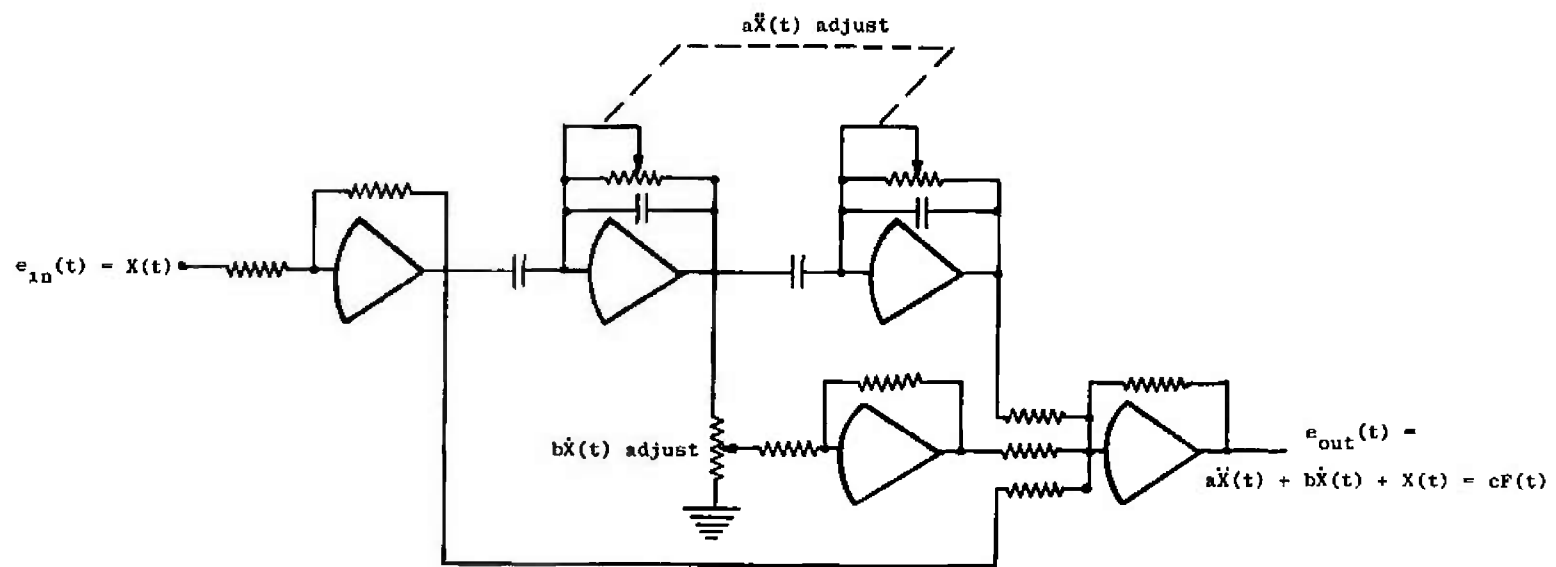 aẌ(t) adjust
e_in(t) = X(t)
bẊ(t) adjust
e_out(t) =
aẌ(t) + bẊ(t) + X(t) = cF(t)